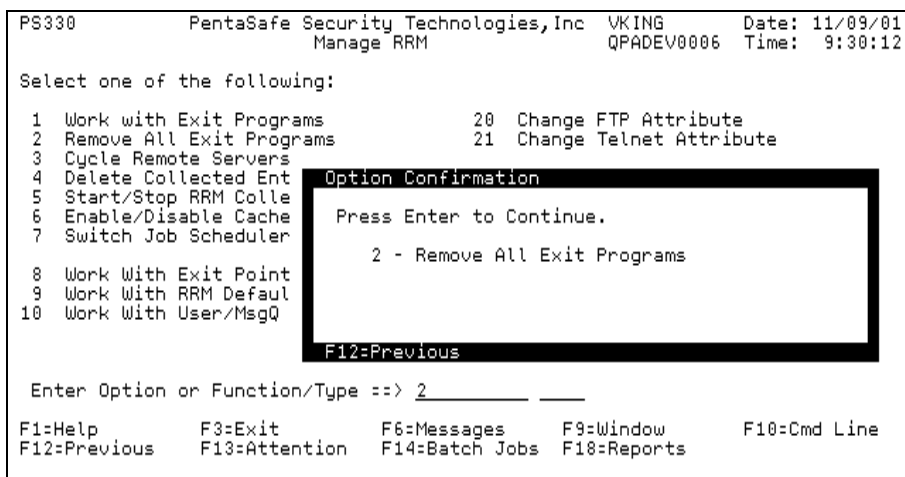 PS330 PentaSafe Security Technologies,Inc VKING Date: 11/09/01
Manage RRM QPADEV0006 Time: 9:30:12
Select one of the following:
1 Work with Exit Programs 20 Change FTP Attribute
2 Remove All Exit Programs 21 Change Telnet Attribute
3 Cycle Remote Servers
4 Delete Collected Ent
5 Start/Stop RRM Colle
6 Enable/Disable Cache
7 Switch Job Scheduler
8 Work With Exit Point
9 Work With RRM Defaul
10 Work With User/MsgQ
Option Confirmation
Press Enter to Continue.
2 - Remove All Exit Programs
F12=Previous
Enter Option or Function/Type ==> 2
F1=Help F3=Exit F6=Messages F9=Window F10=Cmd Line
F12=Previous F13=Attention F14=Batch Jobs F18=Reports